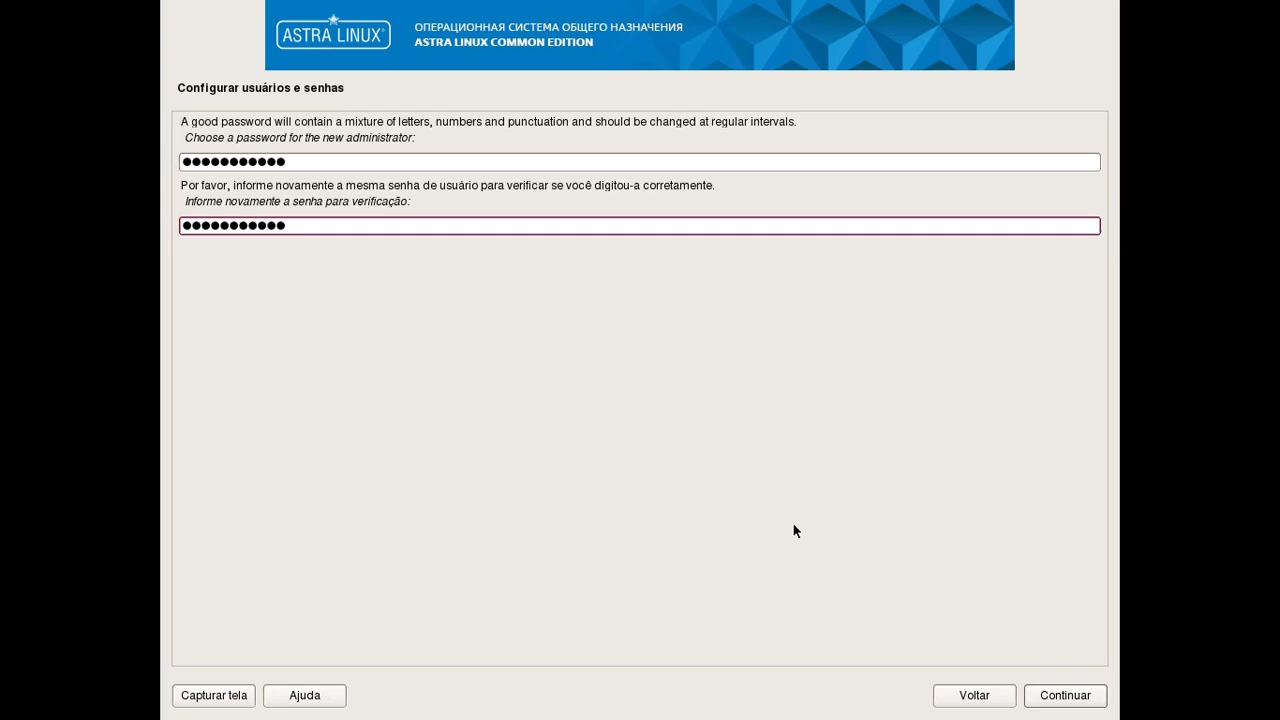 ASTRA LINUX®
ОПЕРАЦИОННАЯ СИСТЕМА ОБЩЕГО НАЗНАЧЕНИЯ
ASTRA LINUX COMMON EDITION
Configurar usuários e senhas
A good password will contain a mixture of letters, numbers and punctuation and should be changed at regular intervals.
Choose a password for the new administrator:
●●●●●●●●●●●
Por favor, informe novamente a mesma senha de usuário para verificar se você digitou-a corretamente.
Informe novamente a senha para verificação:
●●●●●●●●●●●
Capturar tela
Ajuda
Voltar
Continuar